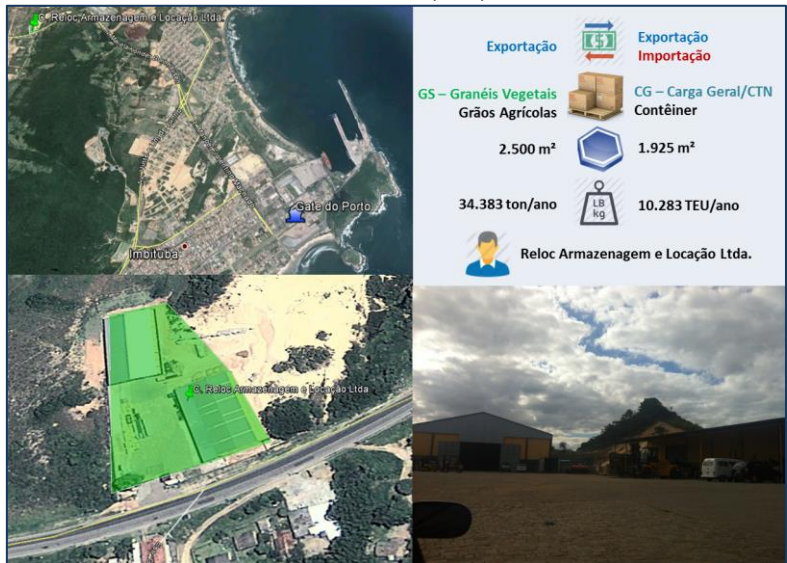 C. Reloc Armazenagem e Locação Ltda
Gate do Porto
Imbituba
Exportação
Exportação
Importação
GS – Granéis Vegetais
Grãos Agrícolas
CG – Carga Geral/CTN
Contêiner
2.500 m²
1.925 m²
34.383 ton/ano
LB
kg
10.283 TEU/ano
Reloc Armazenagem e Locação Ltda.
C. Reloc Armazenagem e Locação Ltda